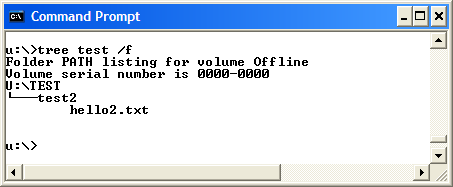 C:\ Command Prompt
u:\>tree test /f
Folder PATH listing for volume Offline
Volume serial number is 0000-0000
U:\TEST
└───test2
        hello2.txt
u:\>